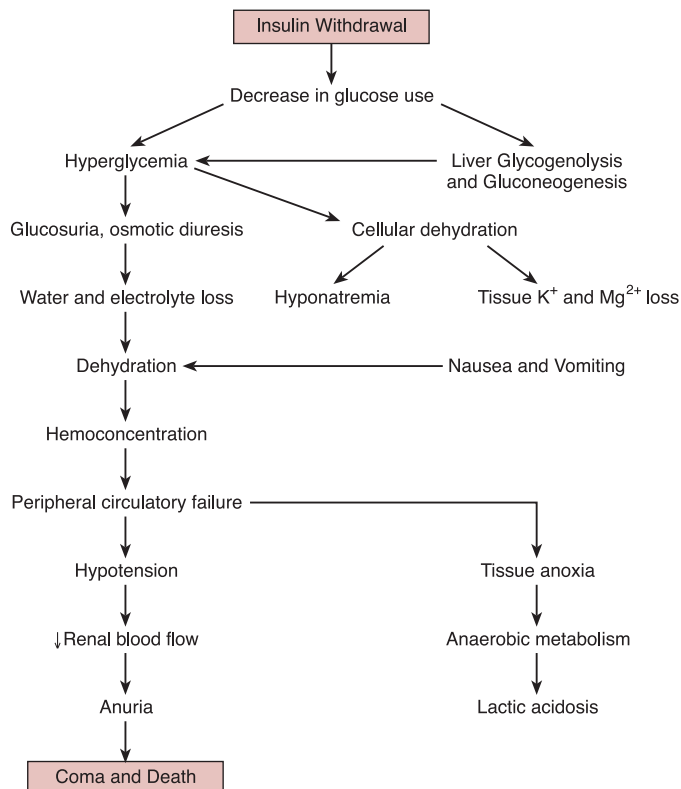 Insulin Withdrawal
Decrease in glucose use
Hyperglycemia
Liver Glycogenolysis
and Gluconeogenesis
Glucosuria, osmotic diuresis
Cellular dehydration
Water and electrolyte loss
Hyponatremia
Tissue K⁺ and Mg²⁺ loss
Dehydration
Nausea and Vomiting
Hemoconcentration
Peripheral circulatory failure
Hypotension
Tissue anoxia
↓Renal blood flow
Anaerobic metabolism
Anuria
Lactic acidosis
Coma and Death